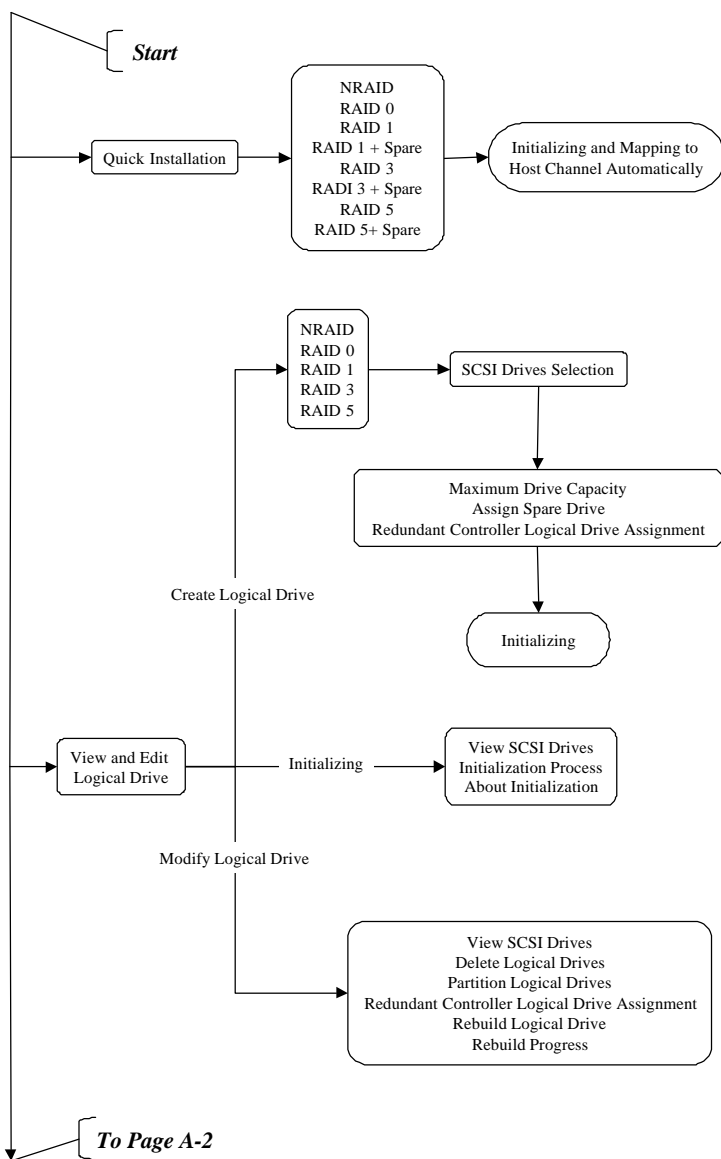 Start
NRAID
RAID 0
RAID 1
RAID 1 + Spare
RAID 3
RADI 3 + Spare
RAID 5
RAID 5+ Spare
Quick Installation
Initializing and Mapping to
Host Channel Automatically
NRAID
RAID 0
RAID 1
RAID 3
RAID 5
SCSI Drives Selection
Maximum Drive Capacity
Assign Spare Drive
Redundant Controller Logical Drive Assignment
Create Logical Drive
Initializing
View and Edit
Logical Drive
Initializing
View SCSI Drives
Initialization Process
About Initialization
Modify Logical Drive
View SCSI Drives
Delete Logical Drives
Partition Logical Drives
Redundant Controller Logical Drive Assignment
Rebuild Logical Drive
Rebuild Progress
To Page A-2